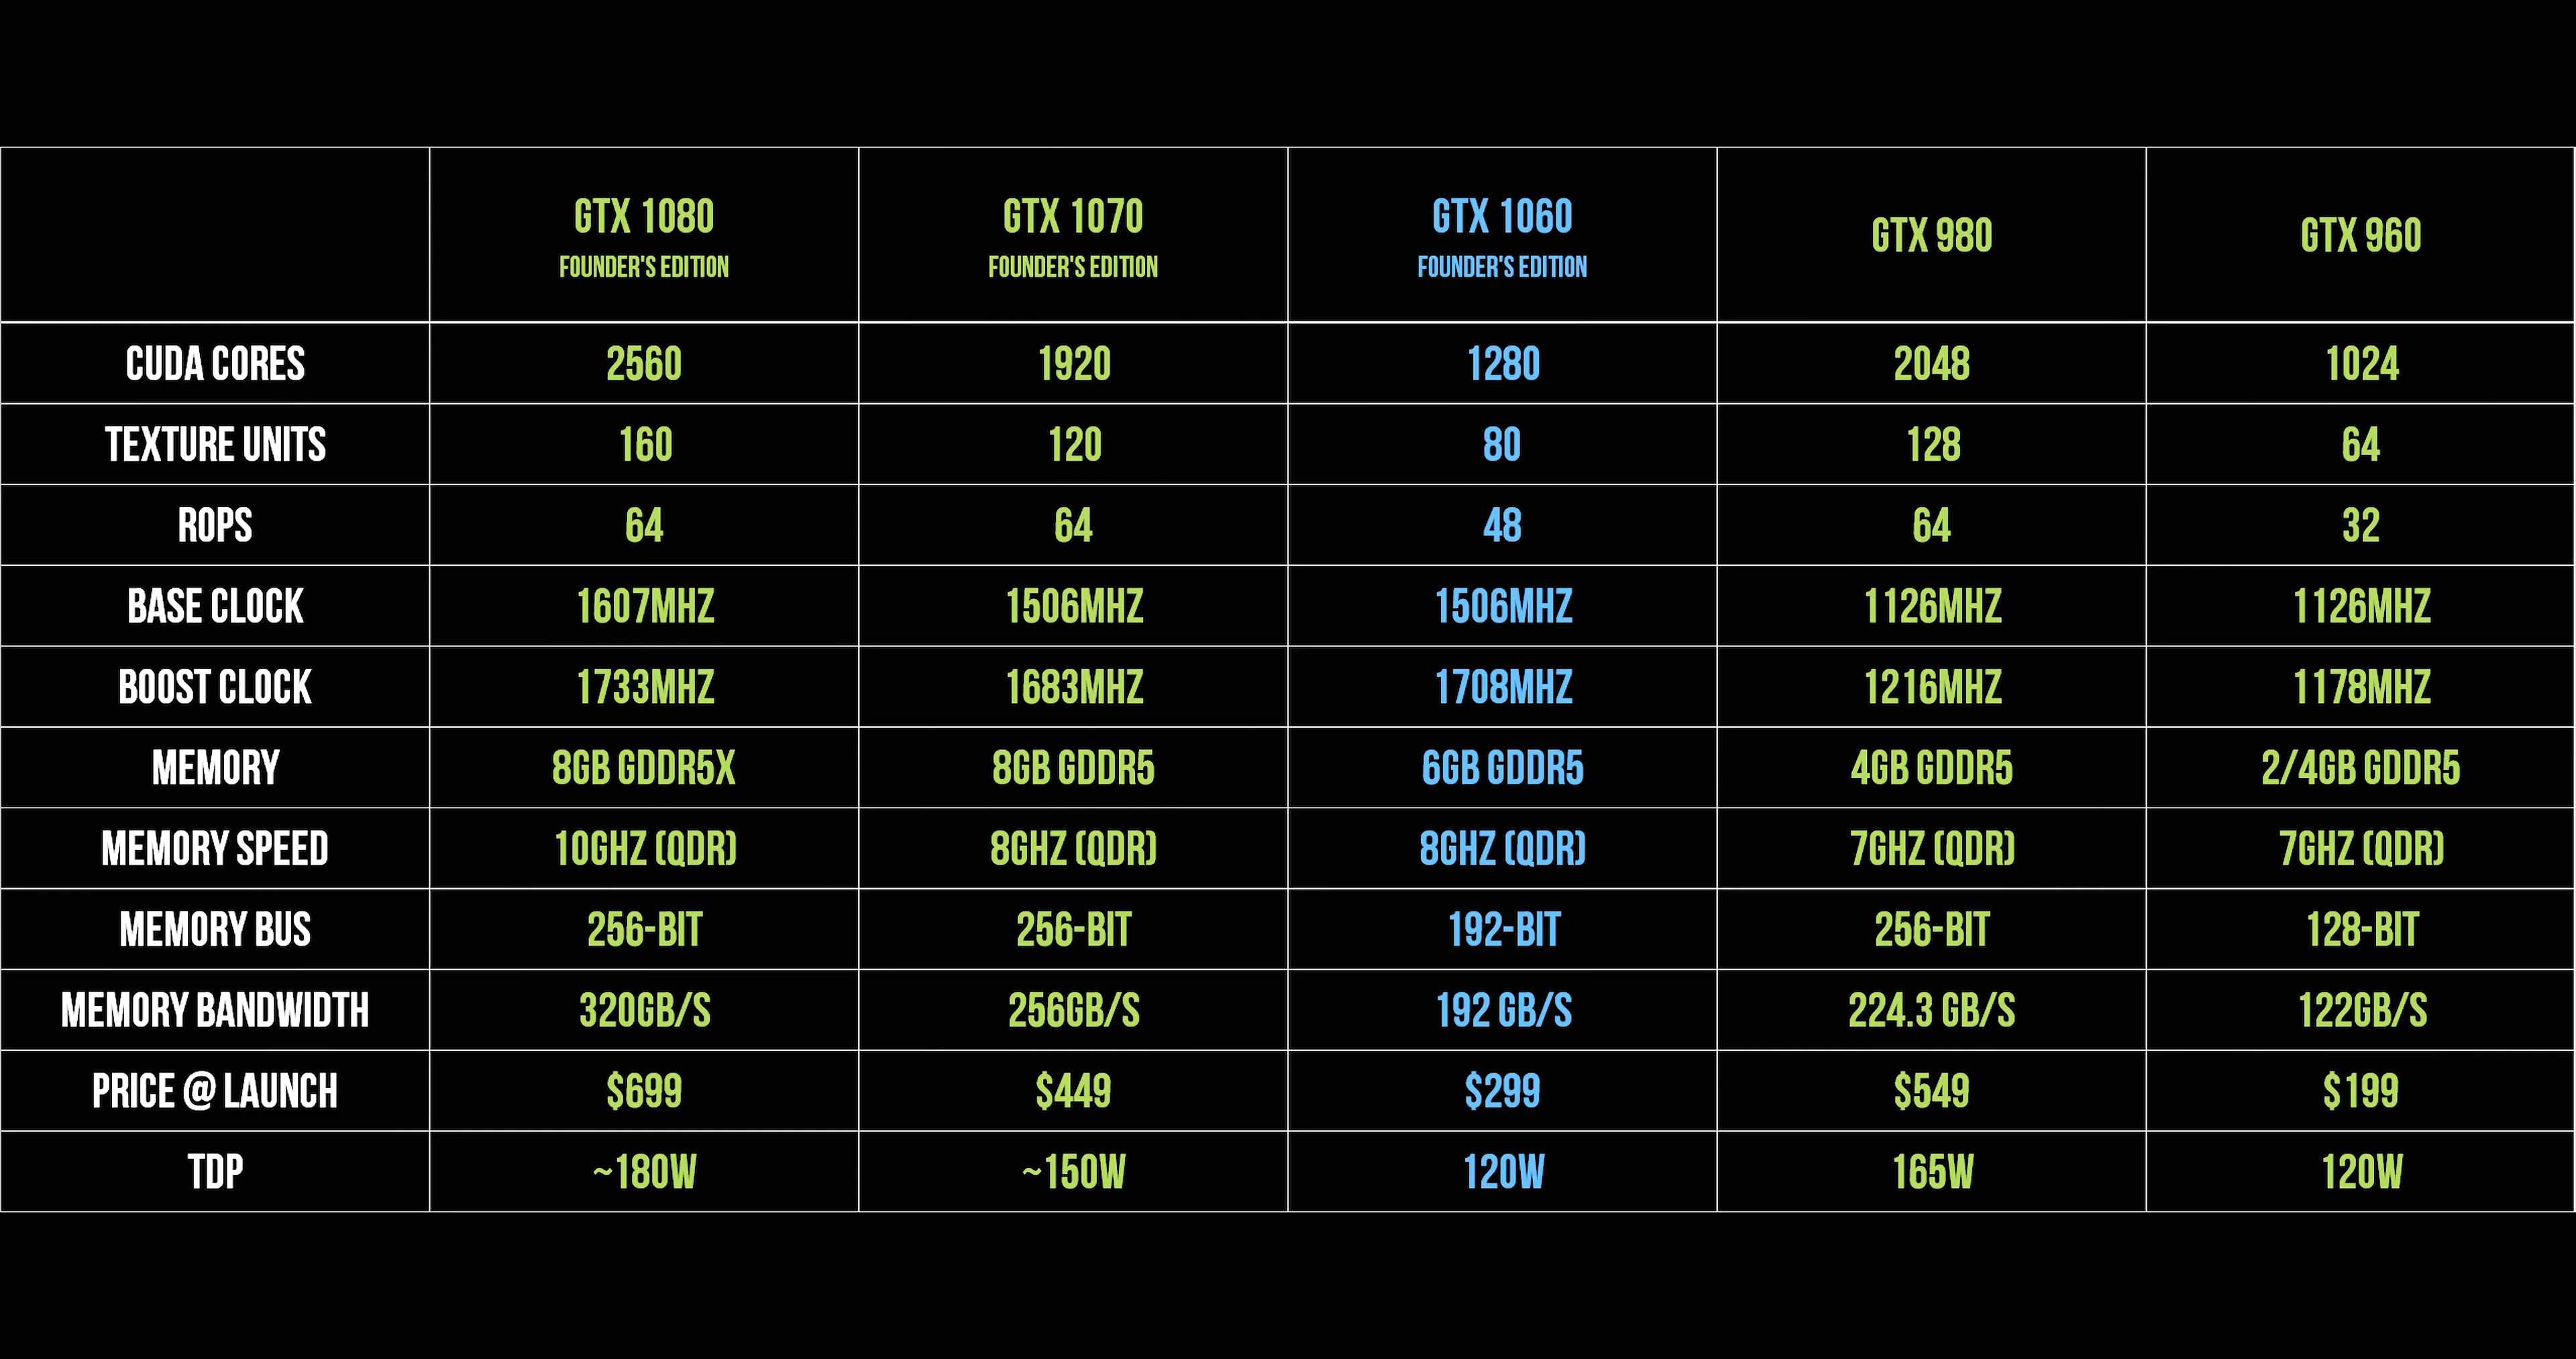 GTX 1080 GTX 1070 GTX 1060 GTX 980 GTX 960
FOUNDER'S EDITION FOUNDER'S EDITION FOUNDER'S EDITION
CUDA CORES 2560 1920 1280 2048 1024
TEXTURE UNITS 160 120 80 128 64
ROPS 64 64 48 64 32
BASE CLOCK 1607MHZ 1506MHZ 1506MHZ 1126MHZ 1126MHZ
BOOST CLOCK 1733MHZ 1683MHZ 1708MHZ 1216MHZ 1178MHZ
MEMORY 8GB GDDR5X 8GB GDDR5 6GB GDDR5 4GB GDDR5 2/4GB GDDR5
MEMORY SPEED 10GHZ (QDR) 8GHZ (QDR) 8GHZ (QDR) 7GHZ (QDR) 7GHZ (QDR)
MEMORY BUS 256-BIT 256-BIT 192-BIT 256-BIT 128-BIT
MEMORY BANDWIDTH 320GB/S 256GB/S 192 GB/S 224.3 GB/S 122GB/S
PRICE @ LAUNCH $699 $449 $299 $549 $199
TDP ~180W ~150W 120W 165W 120W